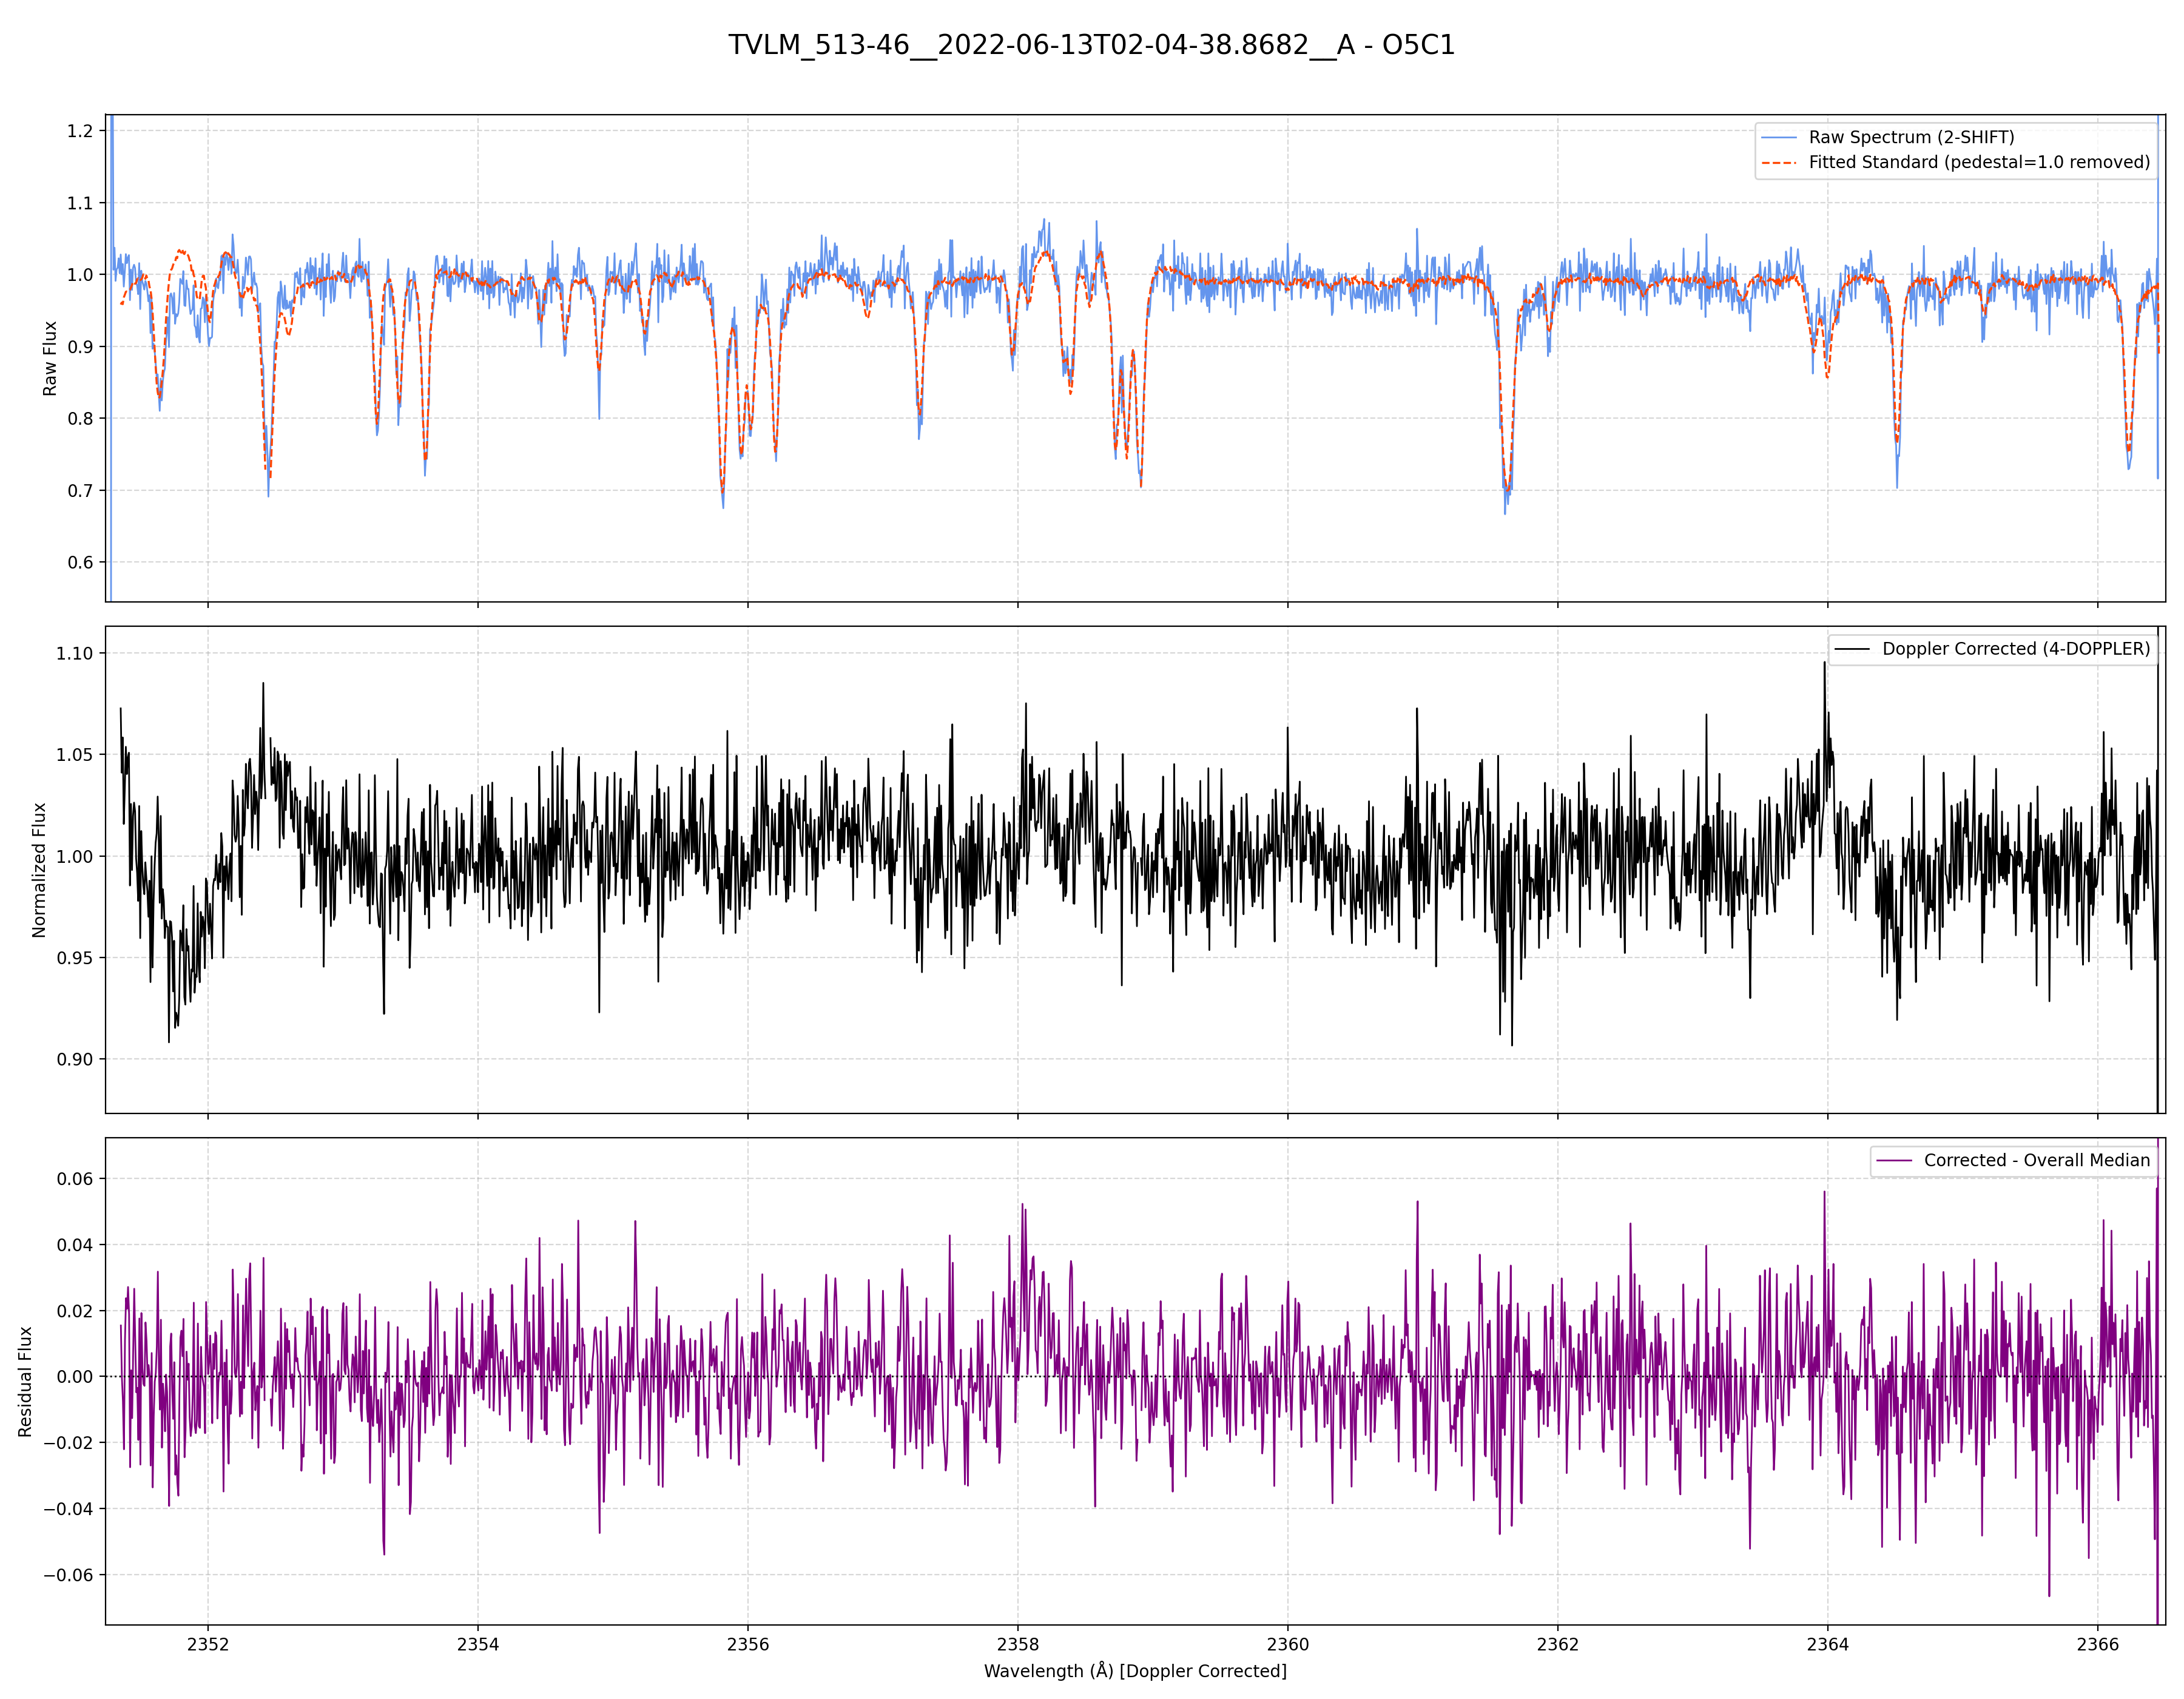 TVLM_513-46__2022-06-13T02-04-38.8682__A - O5C1
1.2
1.1
1.0
0.9
0.8
0.7
0.6
Raw Flux
Raw Spectrum (2-SHIFT)
Fitted Standard (pedestal=1.0 removed)
1.10
1.05
1.00
0.95
0.90
Normalized Flux
Doppler Corrected (4-DOPPLER)
0.06
0.04
0.02
0.00
−0.02
−0.04
−0.06
Residual Flux
Corrected - Overall Median
2352 2354 2356 2358 2360 2362 2364 2366
Wavelength (Å) [Doppler Corrected]